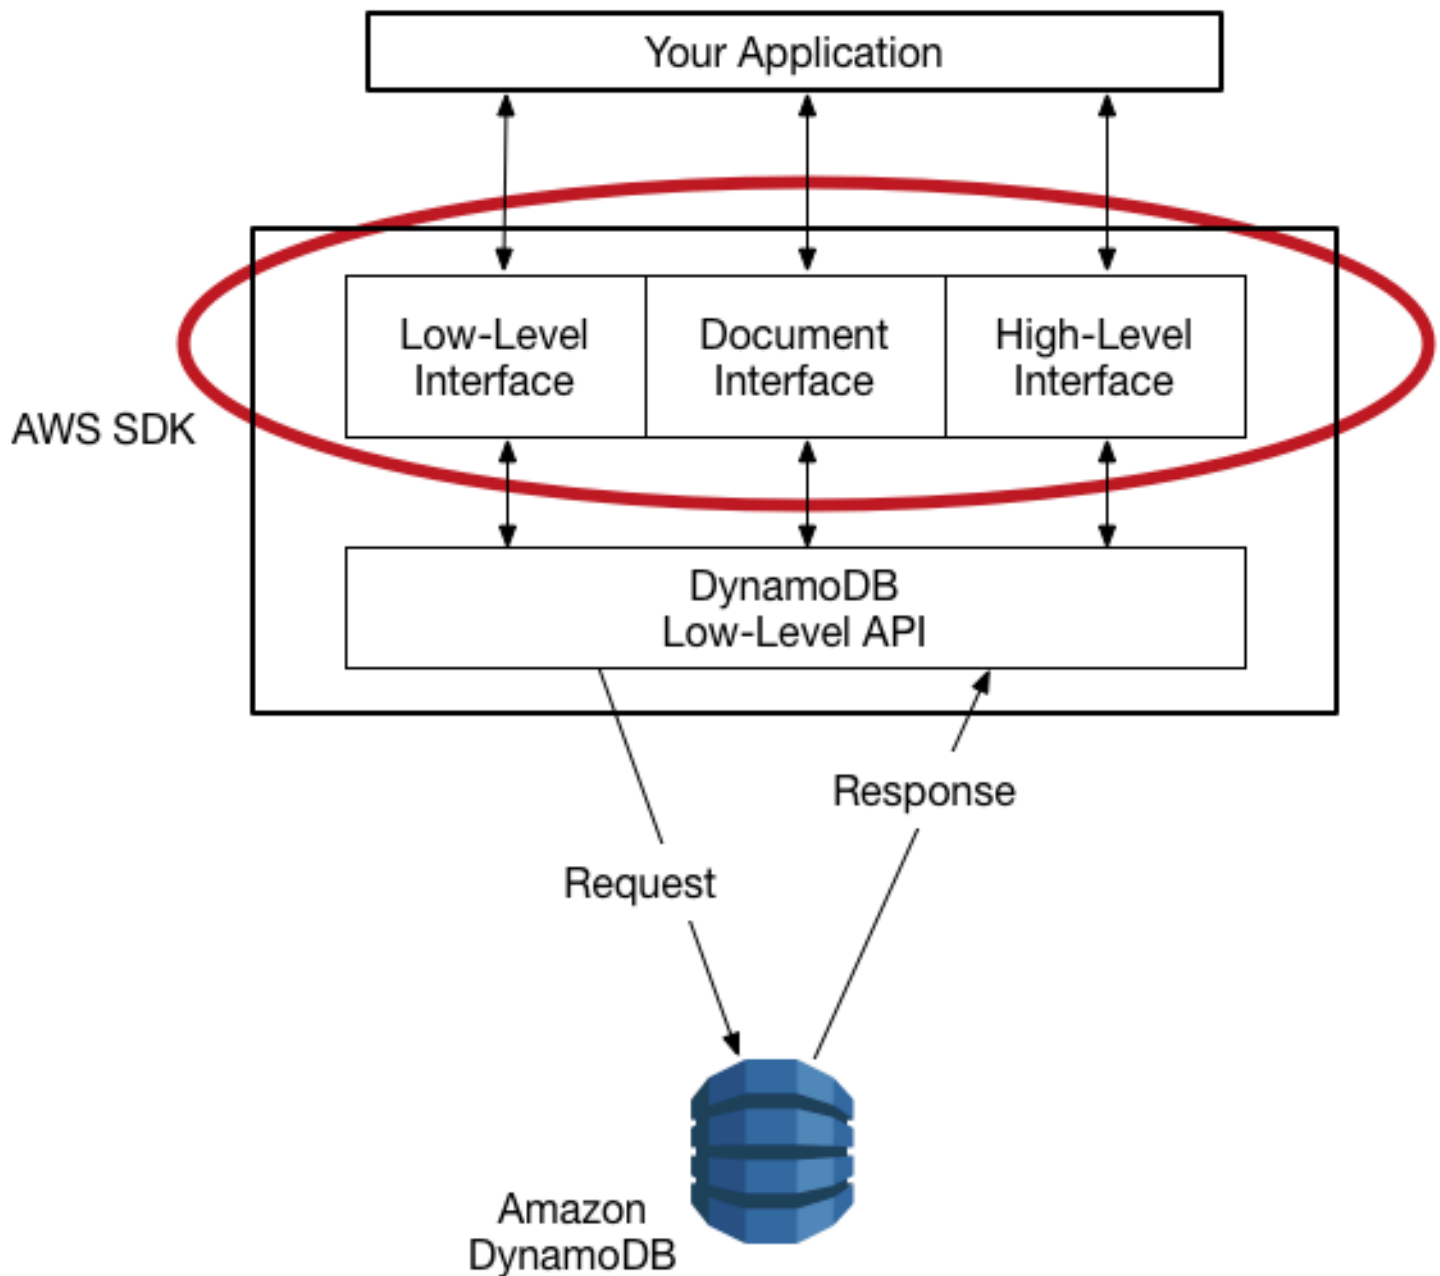 Your Application
Low-Level
Interface
Document
Interface
High-Level
Interface
AWS SDK
DynamoDB
Low-Level API
Response
Request
Amazon
DynamoDB